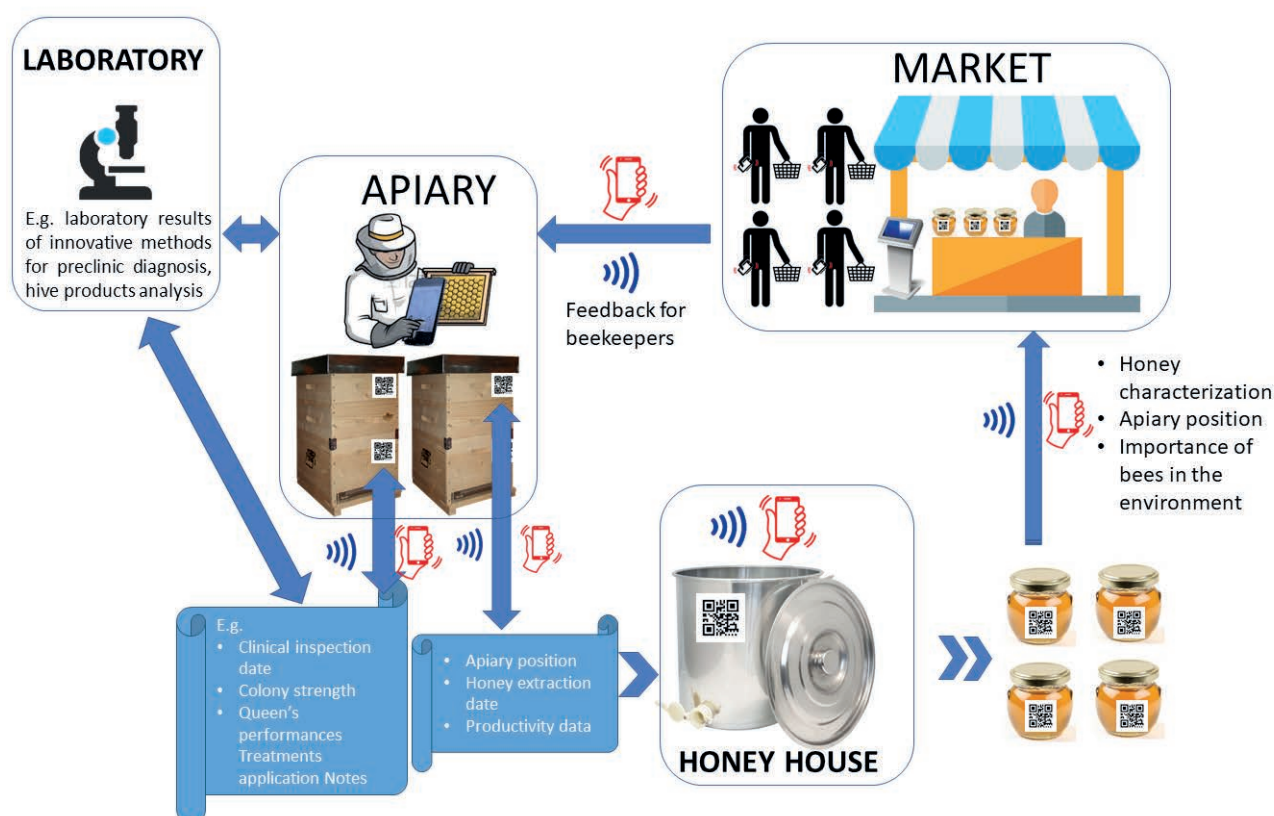 LABORATORY
E.g. laboratory results
of innovative methods
for preclinic diagnosis,
hive products analysis
APIARY
MARKET
Feedback for
beekeepers
• Honey
characterization
• Apiary position
• Importance of
bees in the
environment
E.g.
• Clinical inspection
date
• Colony strength
• Queen's
performances
Treatments
application Notes
• Apiary position
• Honey extraction
date
• Productivity data
HONEY HOUSE